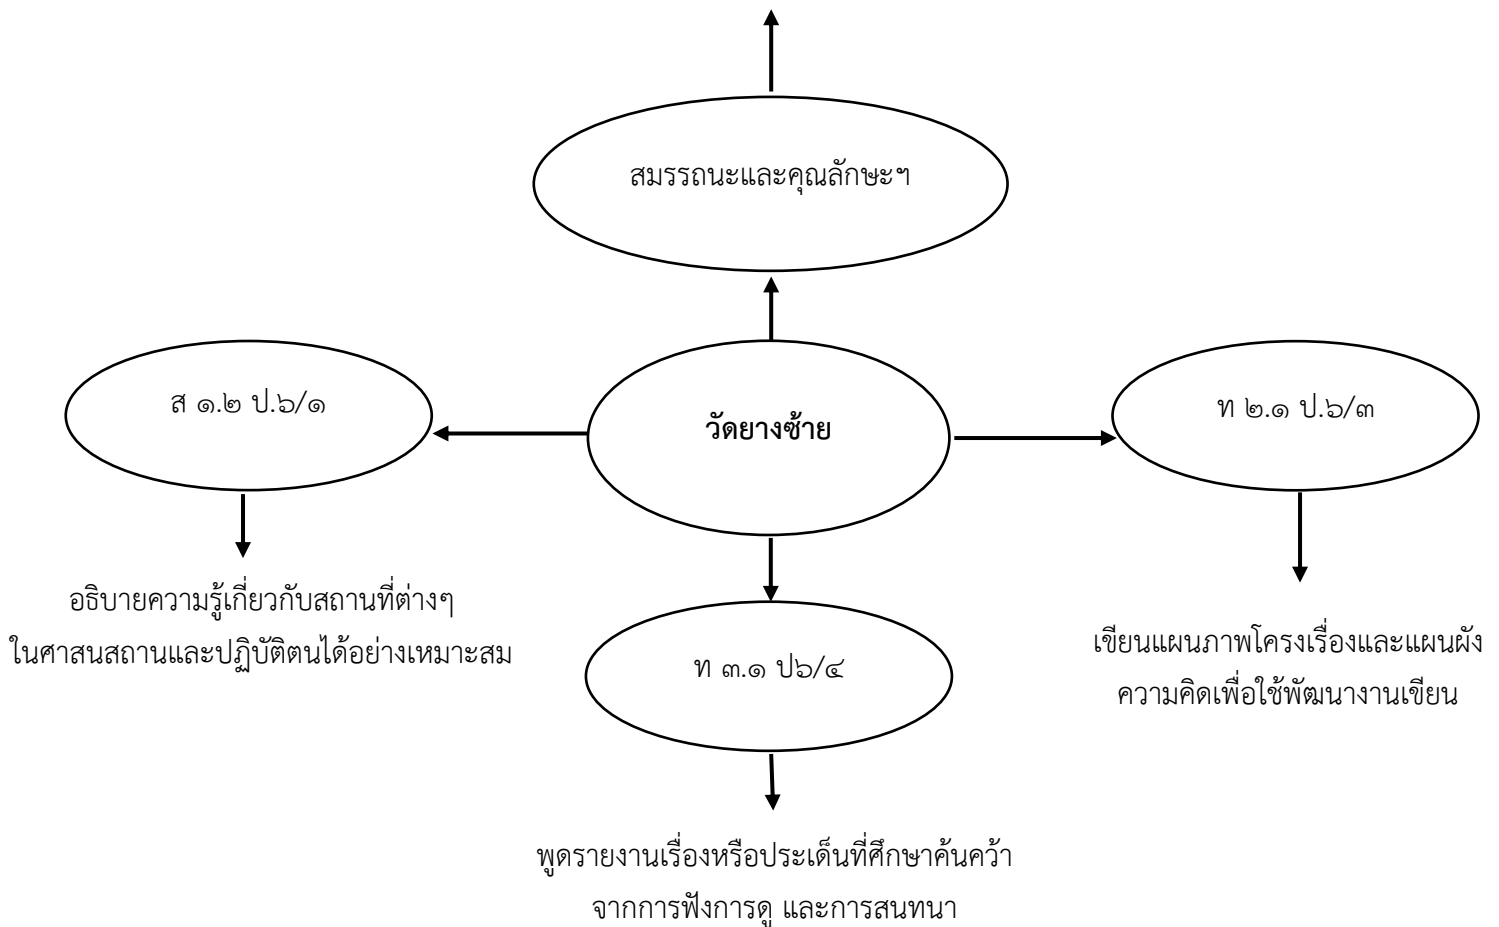 สมรรถนะและคุณลักษะฯ
ส ๑.๒ ป.๖/๑
วัดยางซ้าย
ท ๒.๑ ป.๖/๓
อธิบายความรู้เกี่ยวกับสถานที่ต่างๆ
ในศาสนสถานและปฏิบัติตนได้อย่างเหมาะสม
เขียนแผนภาพโครงเรื่องและแผนผัง
ความคิดเพื่อใช้พัฒนางานเขียน
ท ๓.๑ ป๖/๔
พูดรายงานเรื่องหรือประเด็นที่ศึกษาค้นคว้า
จากการฟังการดู และการสนทนา